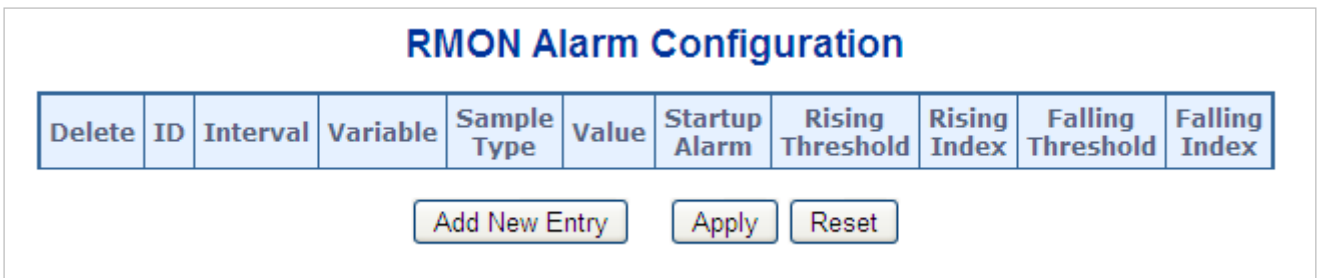 RMON Alarm Configuration
Delete ID Interval Variable Sample Type Value Startup Alarm Rising Threshold Rising Index Falling Threshold Falling Index
Add New Entry Apply Reset